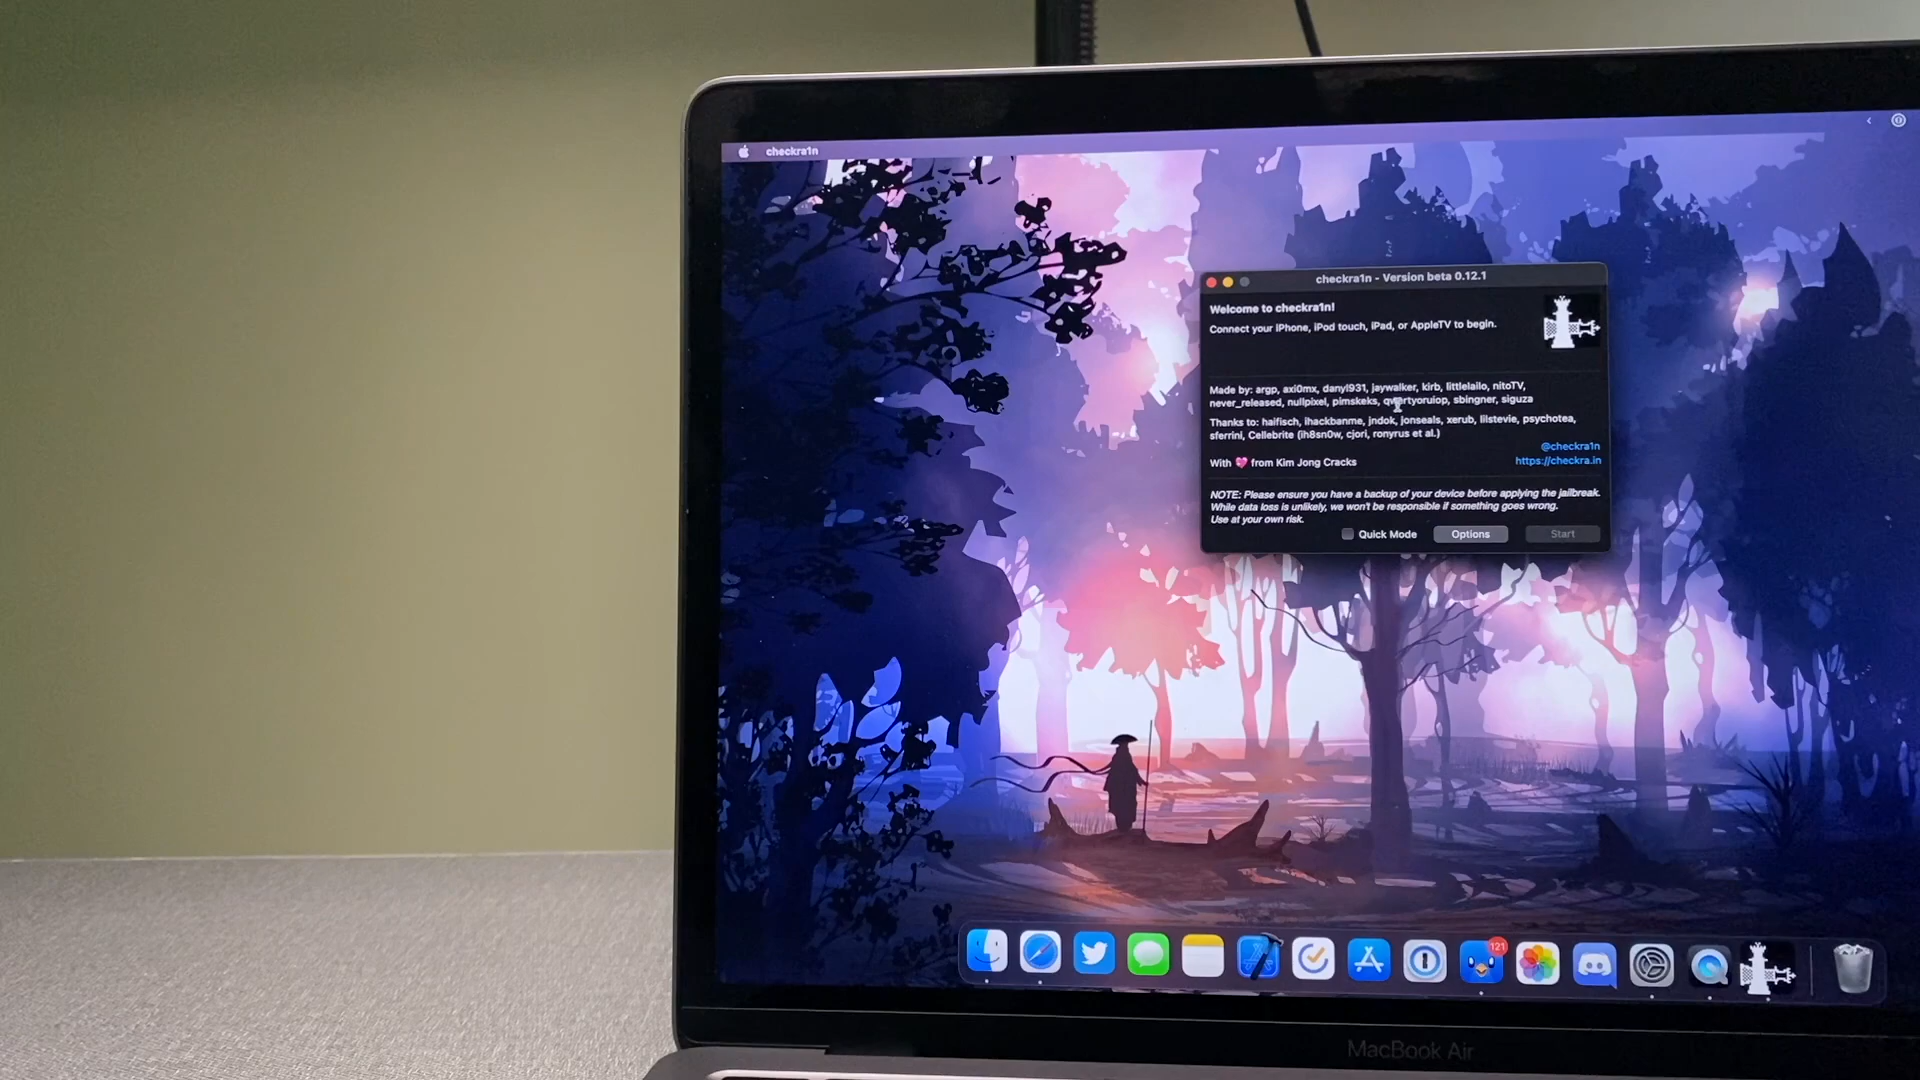 checkra1n
checkra1n - Version beta 0.12.1
Welcome to checkra1n!
Connect your iPhone, iPod touch, iPad, or AppleTV to begin.
Made by: argp, axi0mx, danyl931, jaywalker, kirb, littlelailo, nitoTV,
never_released, nullpixel, pimskeks, qwertyoruiop, sbingner, siguza
Thanks to: haifisch, ihackbanme, jndok, jonseals, xerub, lilstevie, psychotea,
sferrini, Cellebrite (ih8sn0w, cjori, ronyrus et al.)
@checkra1n
With 💖 from Kim Jong Cracks
https://checkra.in
NOTE: Please ensure you have a backup of your device before applying the jailbreak.
While data loss is unlikely, we won't be responsible if something goes wrong.
Use at your own risk.
Quick Mode
Options
Start
121
MacBook Air